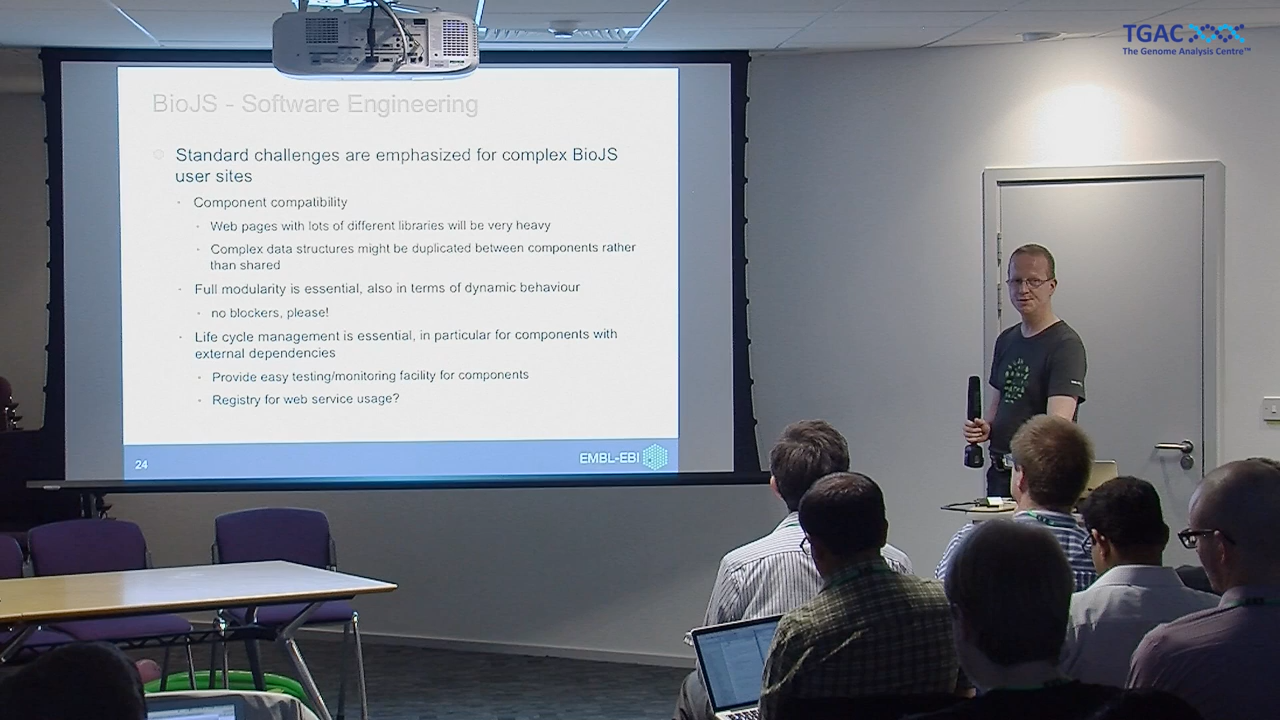 TGAC
The Genome Analysis Centre™
BioJS - Software Engineering
Standard challenges are emphasized for complex BioJS
user sites
Component compatibility
Web pages with lots of different libraries will be very heavy
Complex data structures might be duplicated between components rather
than shared
Full modularity is essential, also in terms of dynamic behaviour
no blockers, please!
Life cycle management is essential, in particular for components with
external dependencies
Provide easy testing/monitoring facility for components
Registry for web service usage?
24
EMBL-EBI